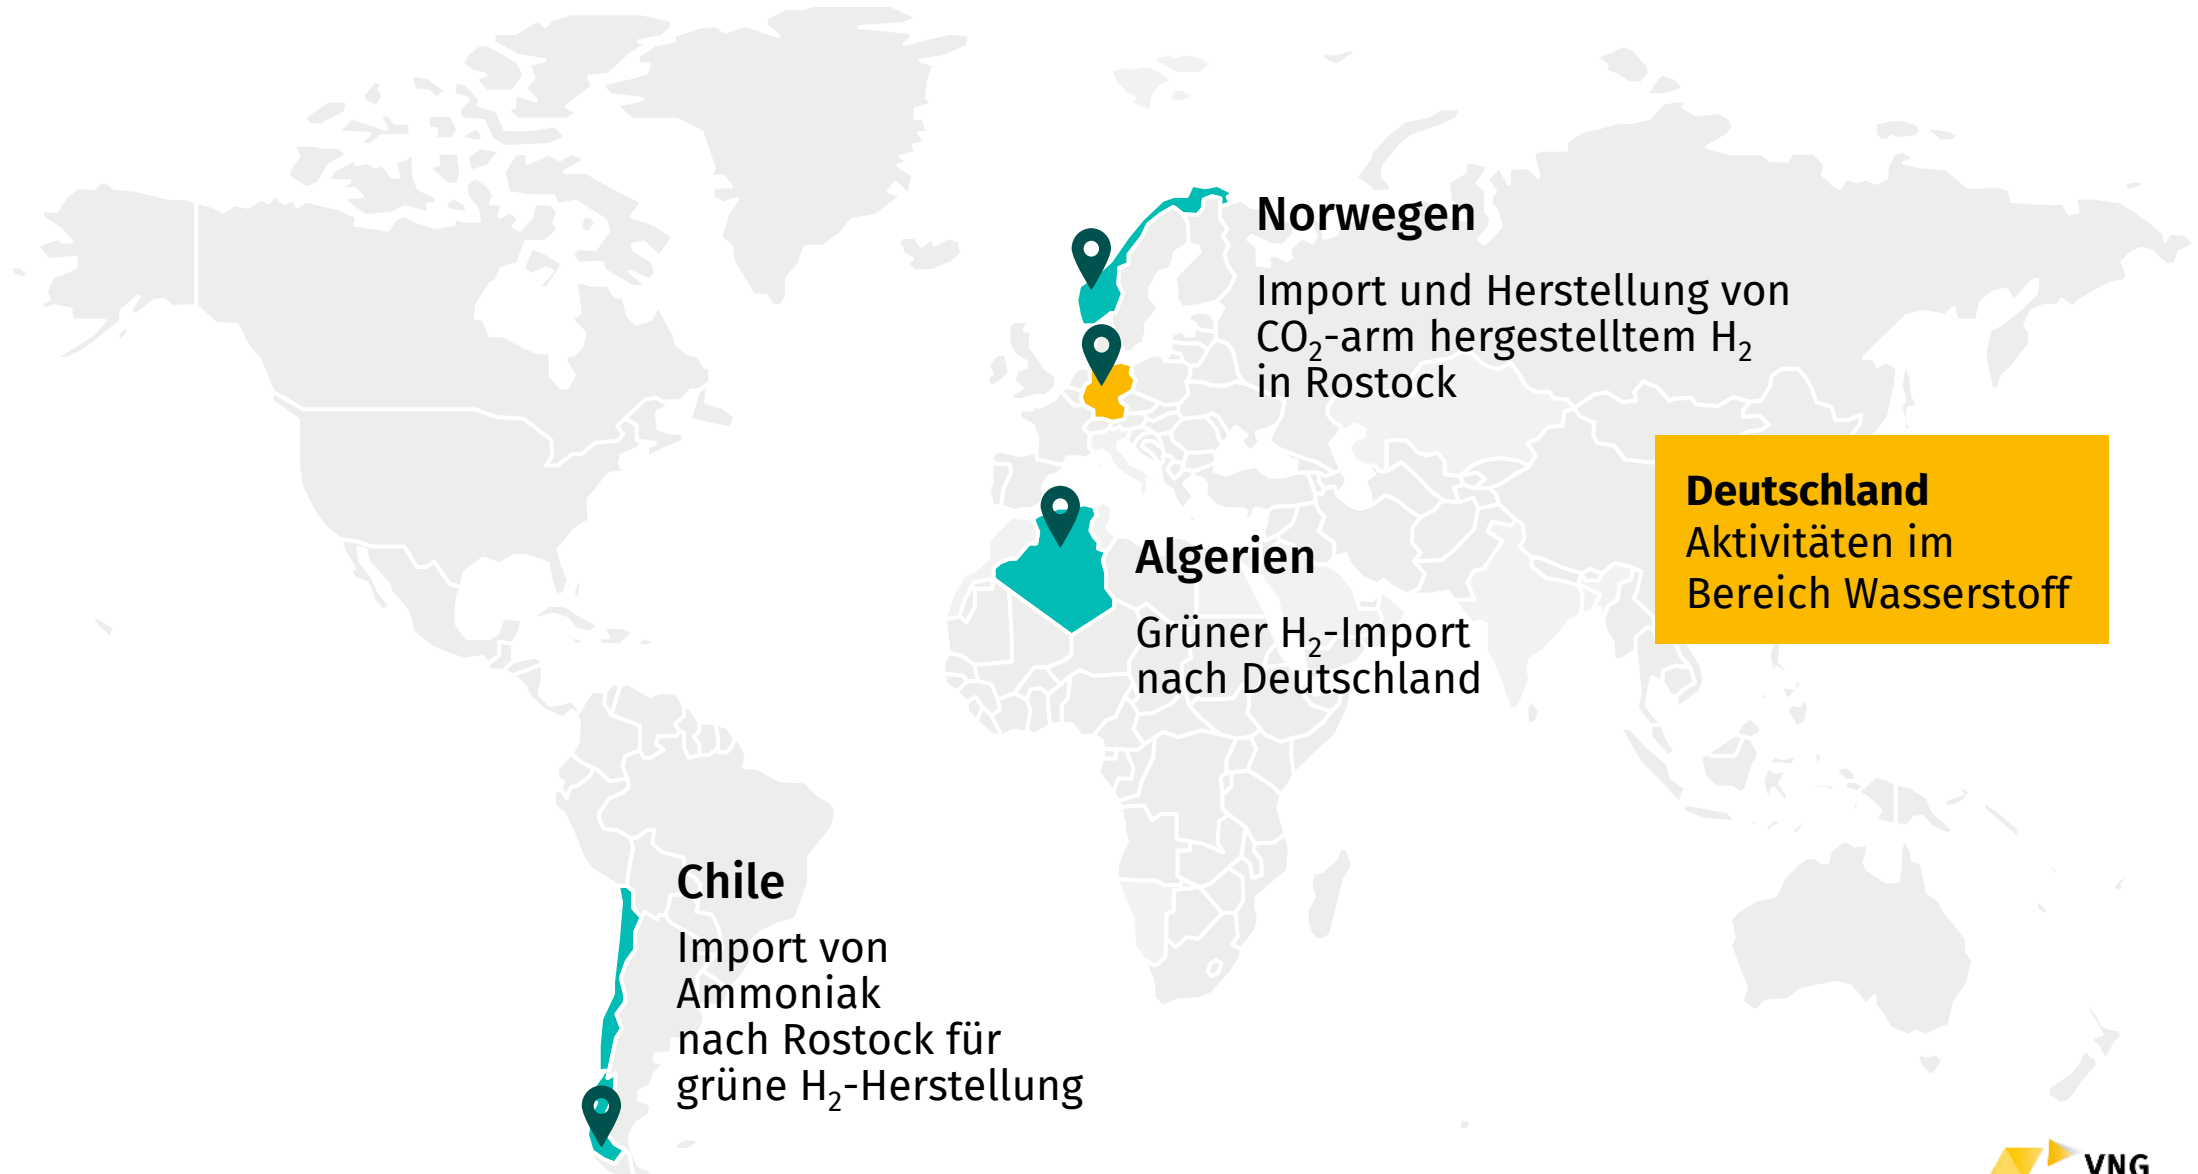 Norwegen
Import und Herstellung von
CO₂-arm hergestelltem H₂
in Rostock
Deutschland
Aktivitäten im
Bereich Wasserstoff
Algerien
Grüner H₂-Import
nach Deutschland
Chile
Import von
Ammoniak
nach Rostock für
grüne H₂-Herstellung
VNG